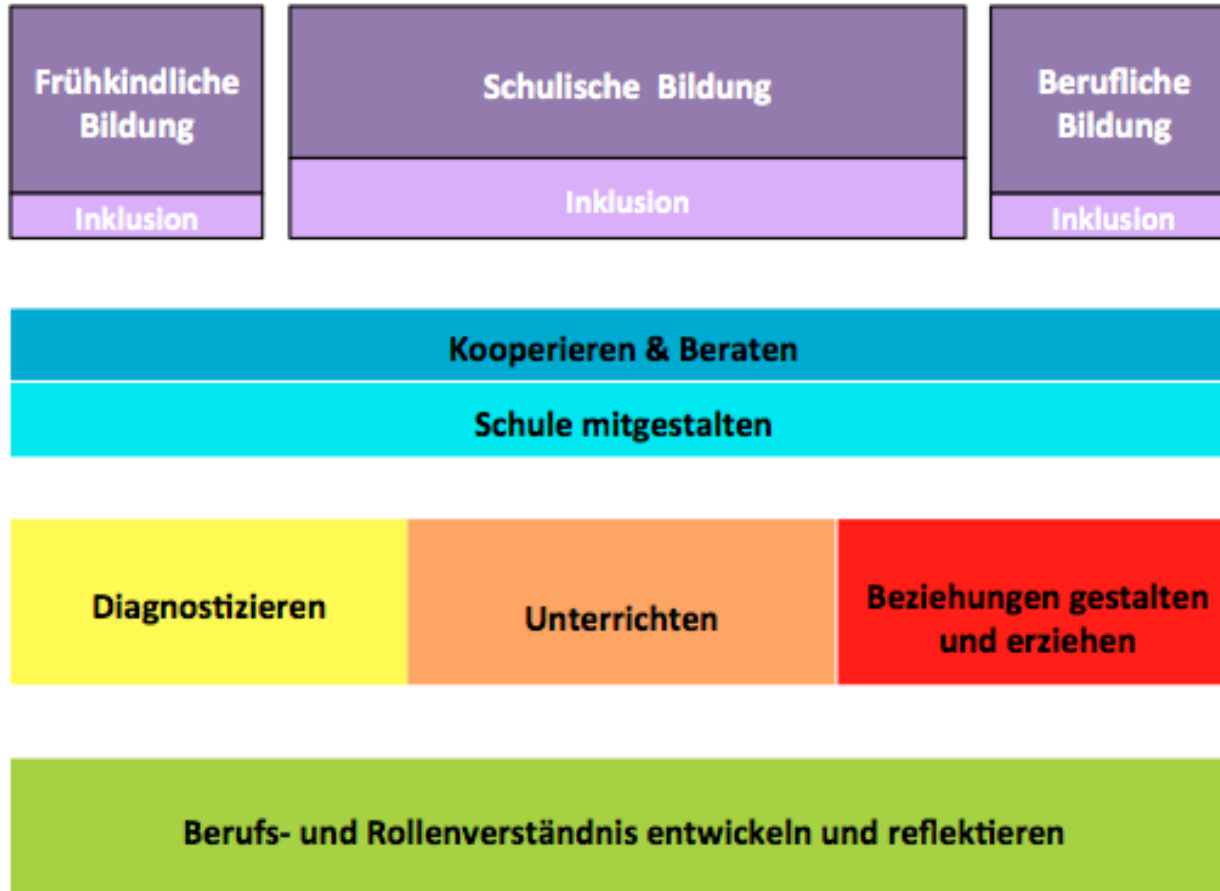 Frühkindliche
Bildung
Schulische Bildung
Berufliche
Bildung
Inklusion
Inklusion
Inklusion
Kooperieren & Beraten
Schule mitgestalten
Diagnostizieren
Unterrichten
Beziehungen gestalten
und erziehen
Berufs- und Rollenverständnis entwickeln und reflektieren